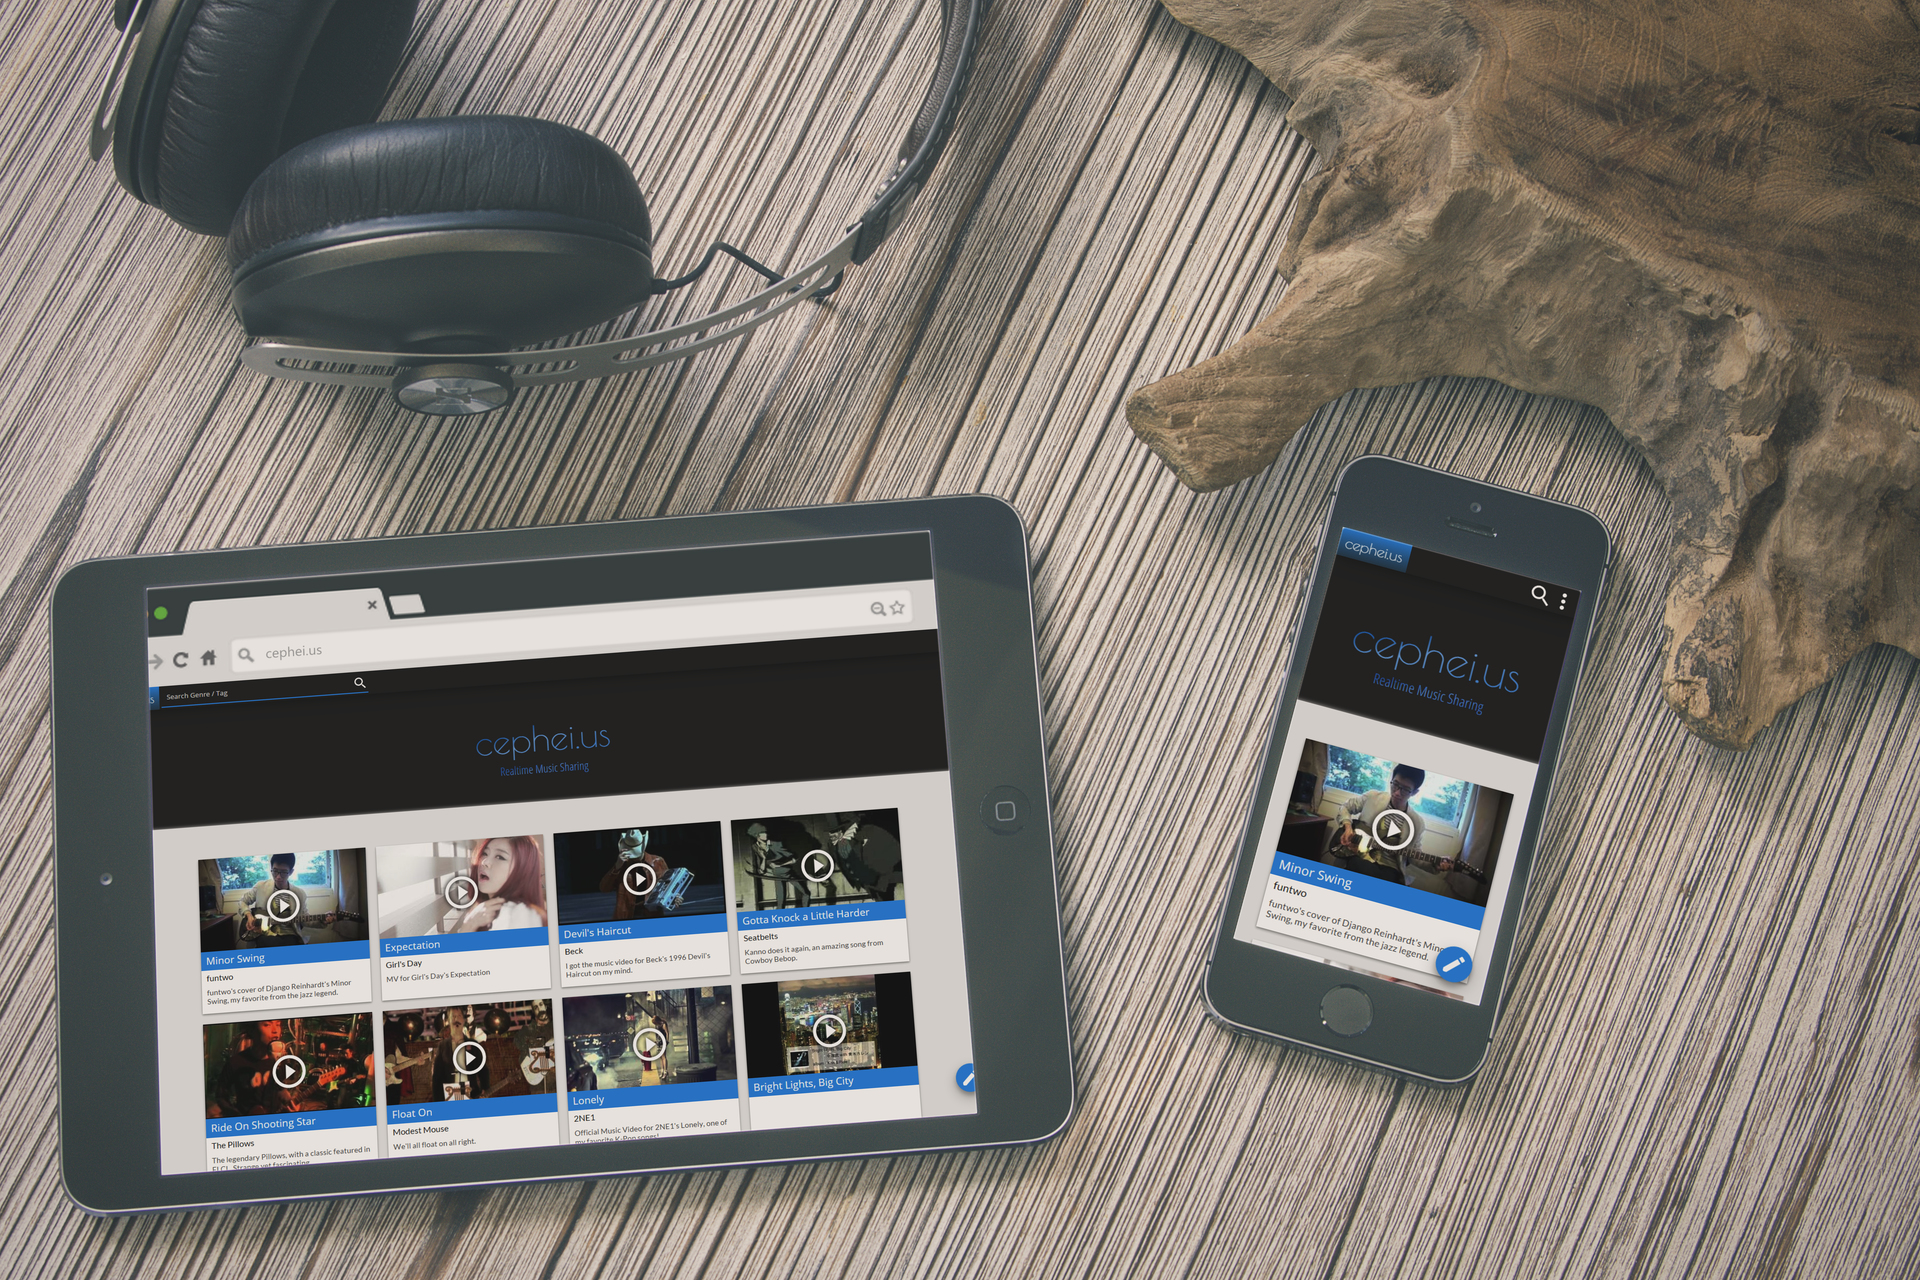 cephei.us
Search Genre / Tag
cephei.us
Realtime Music Sharing
Minor Swing
funtwo
funtwo's cover of Django Reinhardt's Minor
Swing, my favorite from the jazz legend.
Expectation
Girl's Day
MV for Girl's Day's Expectation
Devil's Haircut
Beck
I got the music video for Beck's 1996 Devil's
Haircut on my mind.
Gotta Knock a Little Harder
Seatbelts
Kanno does it again, an amazing song from
Cowboy Bebop.
Ride On Shooting Star
The Pillows
The legendary Pillows, with a classic featured in
FLCL. Strange yet fascinating.
Float On
Modest Mouse
We'll all float on all right.
Lonely
2NE1
Official Music Video for 2NE1's Lonely, one of
my favorite K-Pop songs!
Bright Lights, Big City
cephei.us
cephei.us
Realtime Music Sharing
Minor Swing
funtwo
funtwo's cover of Django Reinhardt's
Swing, my favorite from the jazz legend.